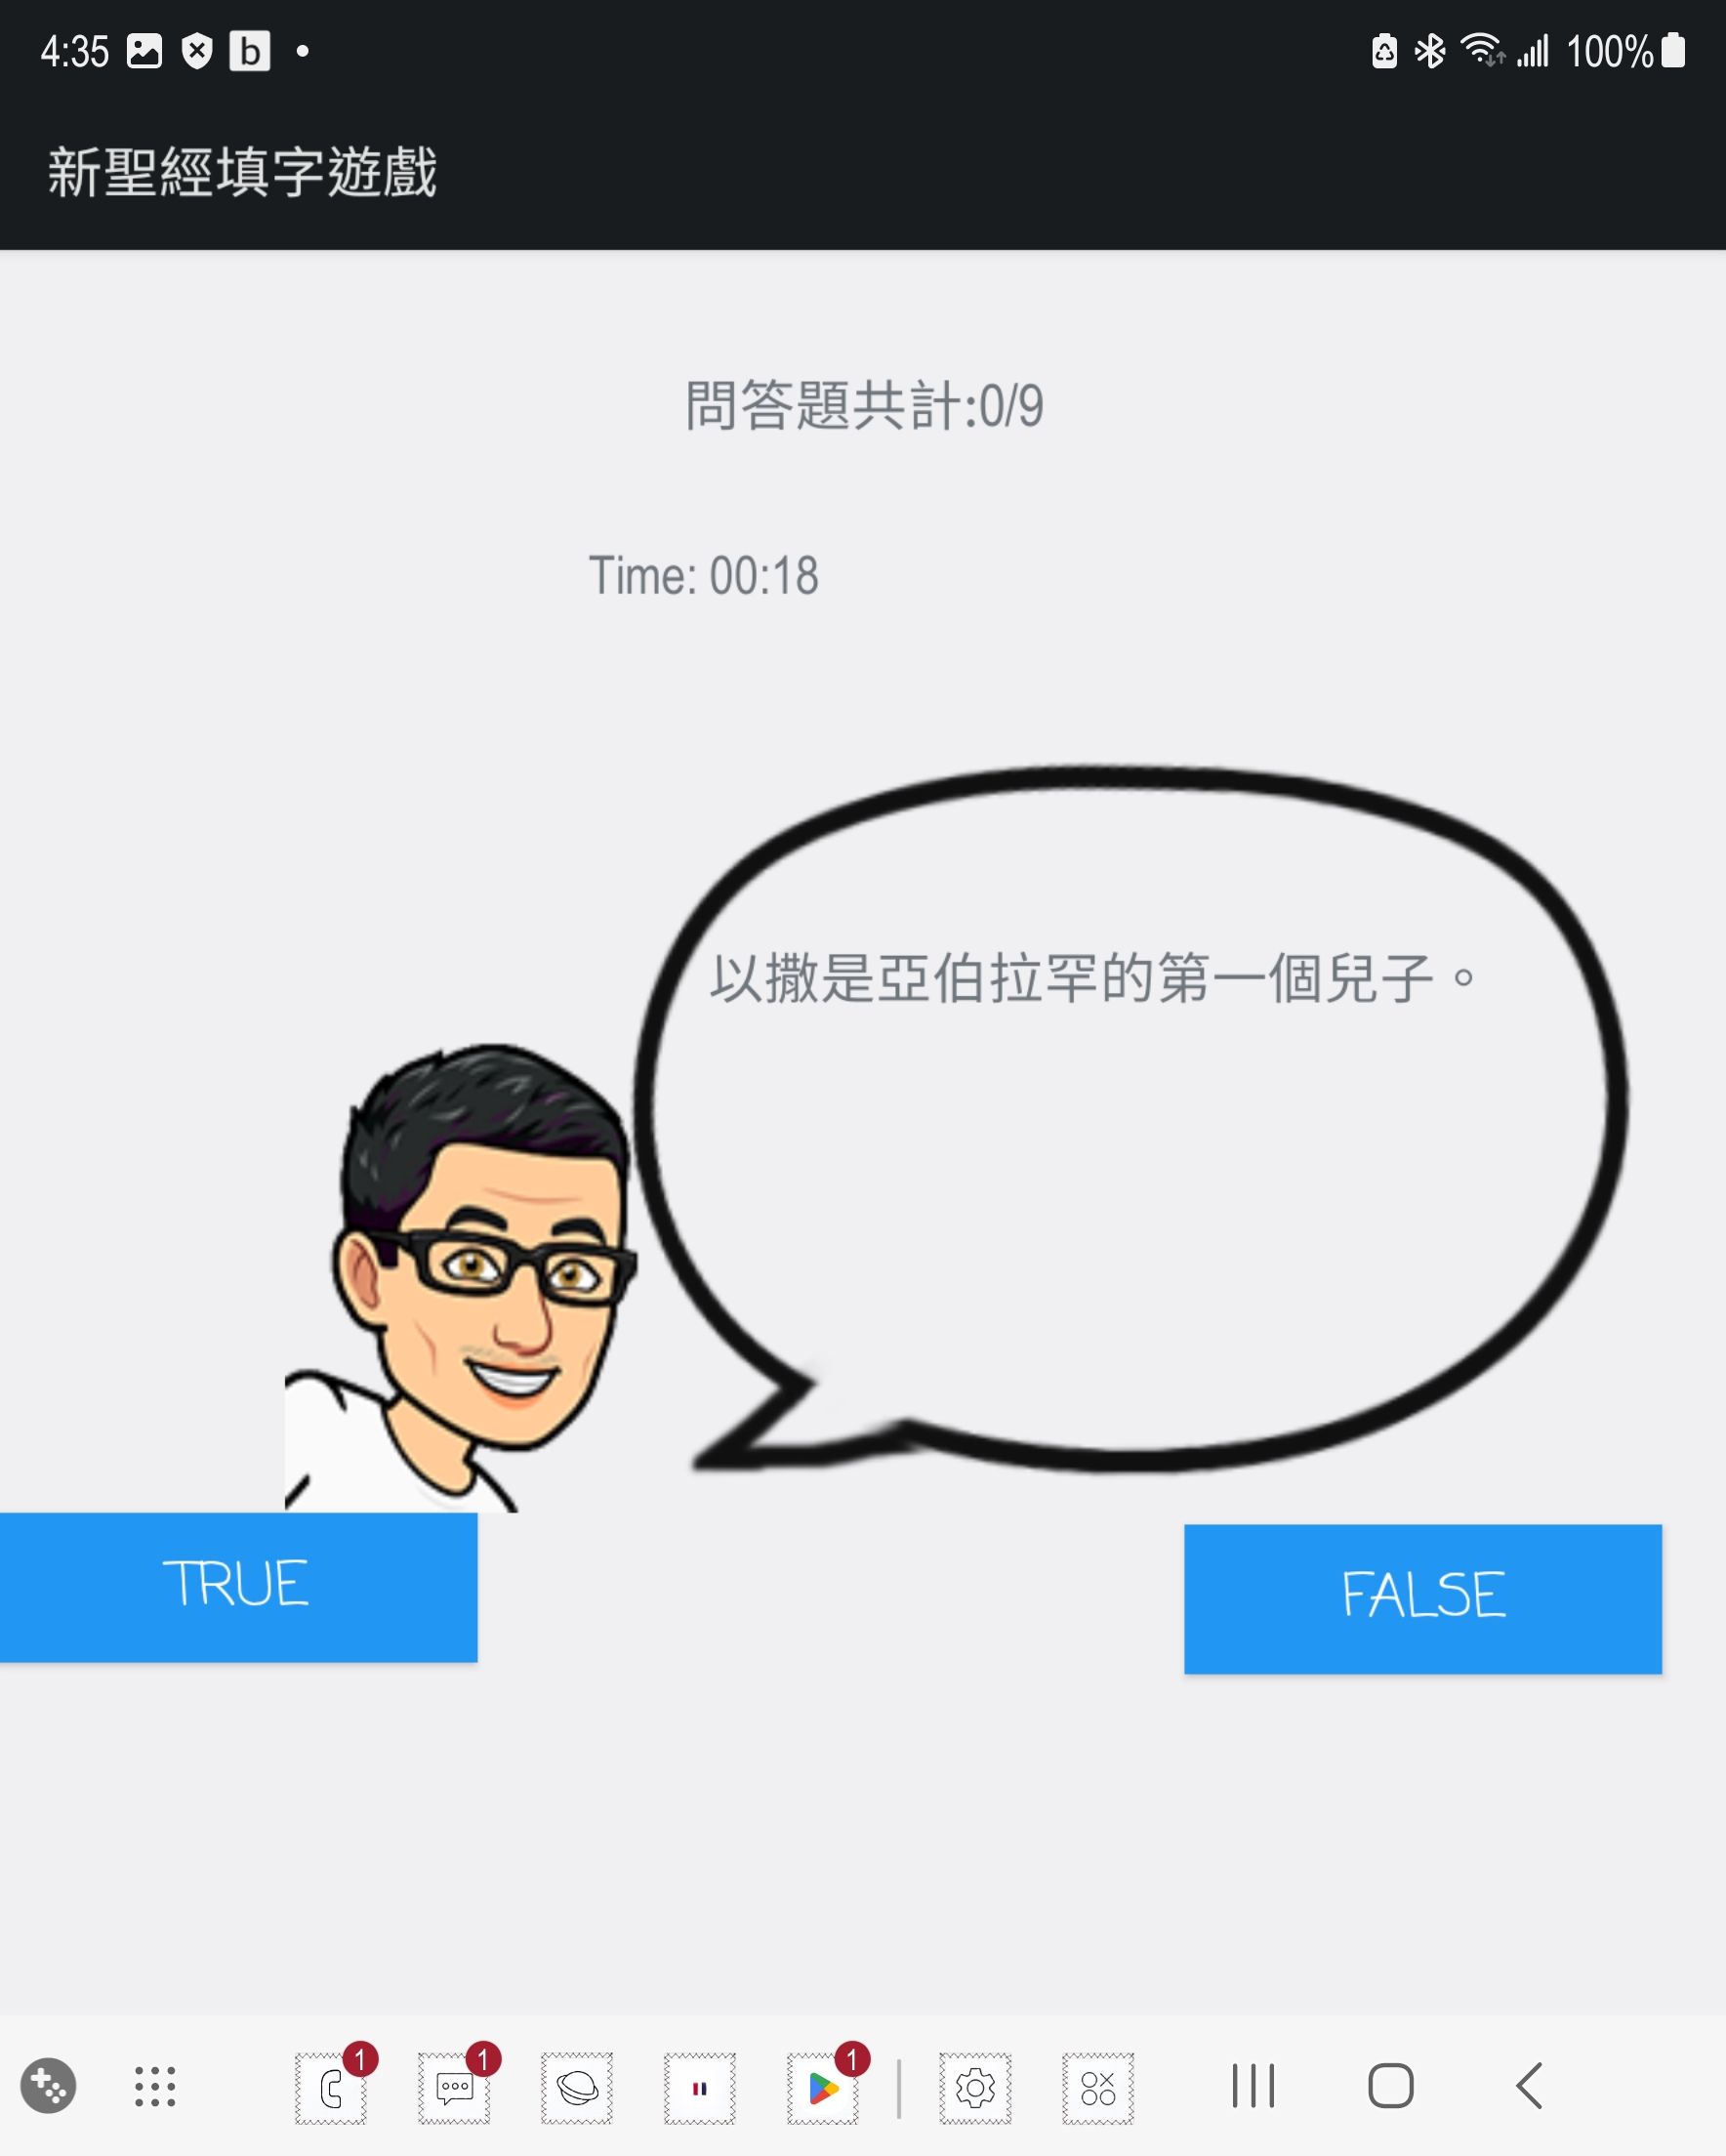 4:35 b 100%
新聖經填字遊戲
問答題共計:0/9
Time: 00:18
以撒是亞伯拉罕的第一個兒子。
TRUE
FALSE
1 1 1